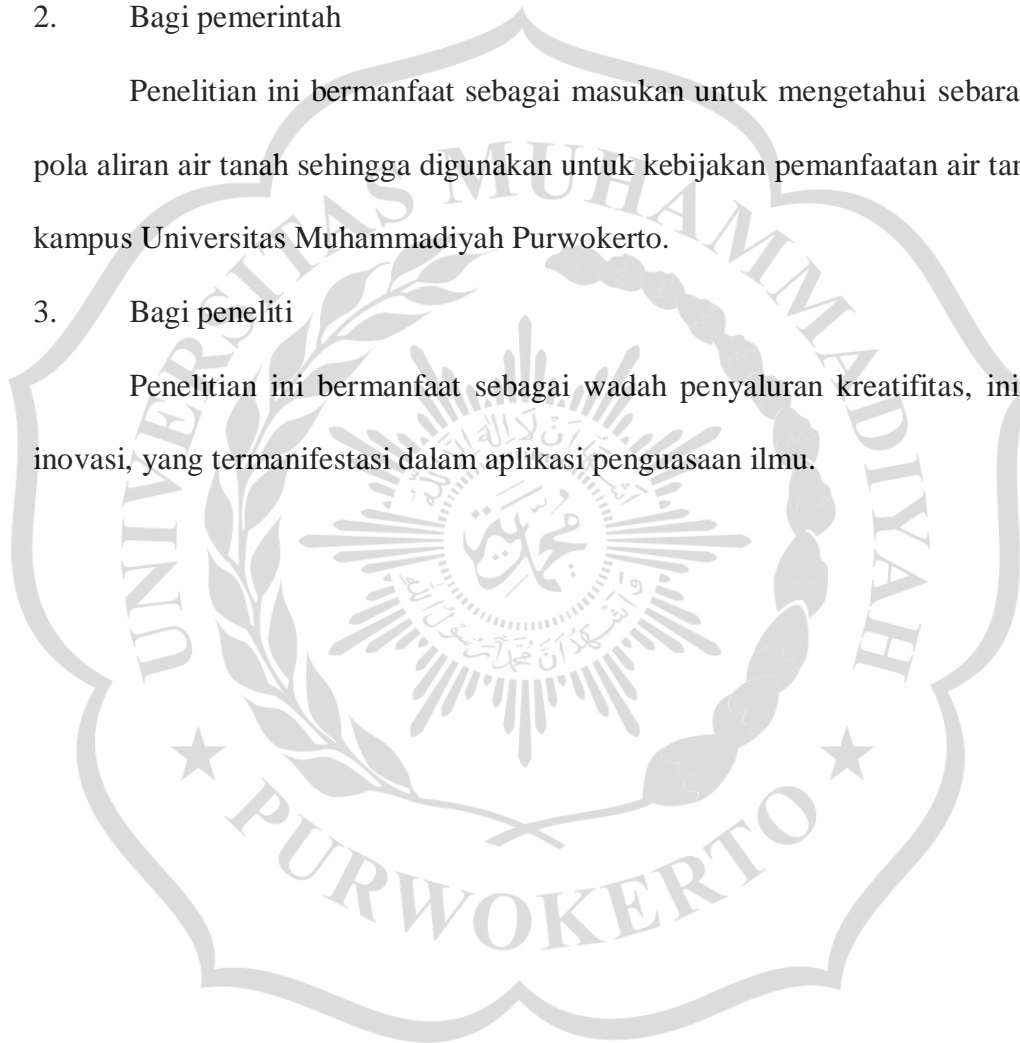 2. Bagi pemerintah
Penelitian ini bermanfaat sebagai masukan untuk mengetahui sebara
pola aliran air tanah sehingga digunakan untuk kebijakan pemanfaatan air tan
kampus Universitas Muhammadiyah Purwokerto.
3. Bagi peneliti
Penelitian ini bermanfaat sebagai wadah penyaluran kreatifitas, ini
inovasi, yang termanifestasi dalam aplikasi penguasaan ilmu.
UNIVERSITAS MUHAMMADIYAH
PURWOKERTO